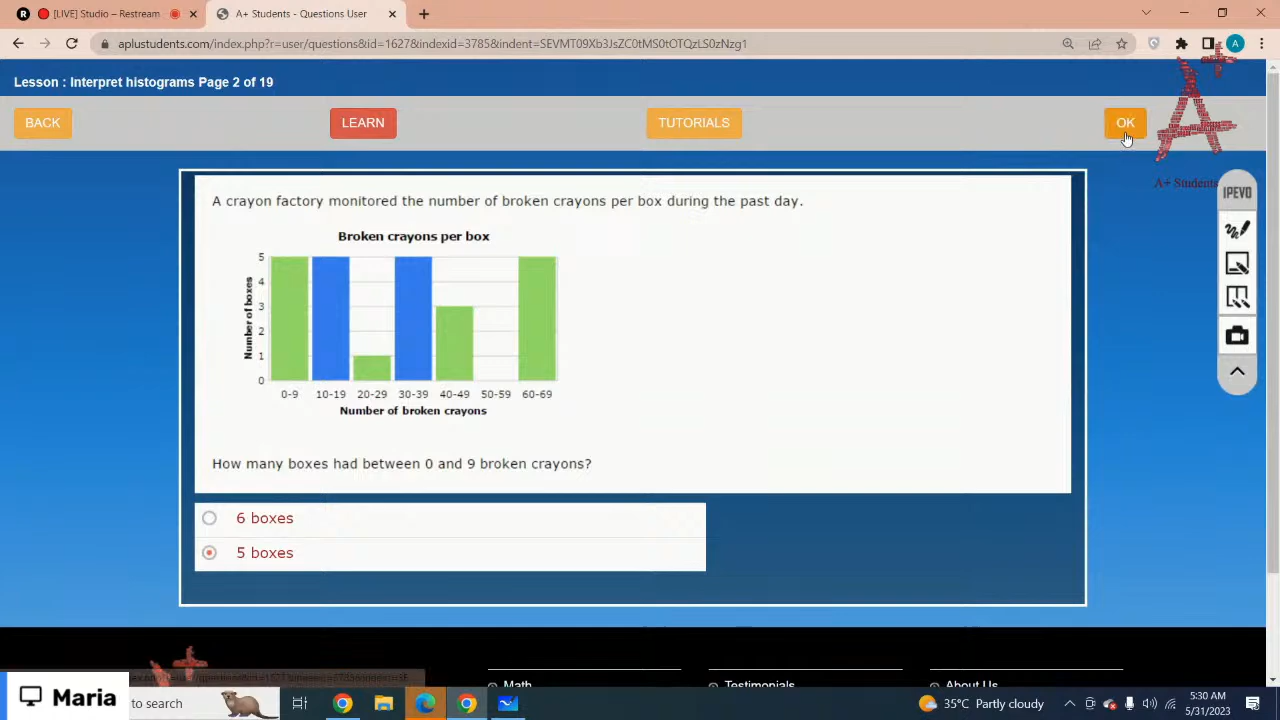 [LIVE] Studio – Restream
A+ Students - Questions User
aplustudents.com/index.php?r=user/questions&id=1627&indexid=3785&indent=SEVMT09Xb3JsZC0tMS0tOTQzLS0zNzg1
A
Lesson : Interpret histograms Page 2 of 19
BACK
LEARN
TUTORIALS
OK
A+ Students
IPEVO
A crayon factory monitored the number of broken crayons per box during the past day.
Broken crayons per box
Number of boxes
5
4
3
2
1
0
0-9 10-19 20-29 30-39 40-49 50-59 60-69
Number of broken crayons
How many boxes had between 0 and 9 broken crayons?
6 boxes
5 boxes
Math
Testimonials
About Us
Maria
to search
35°C Partly cloudy
5:30 AM
5/31/2023